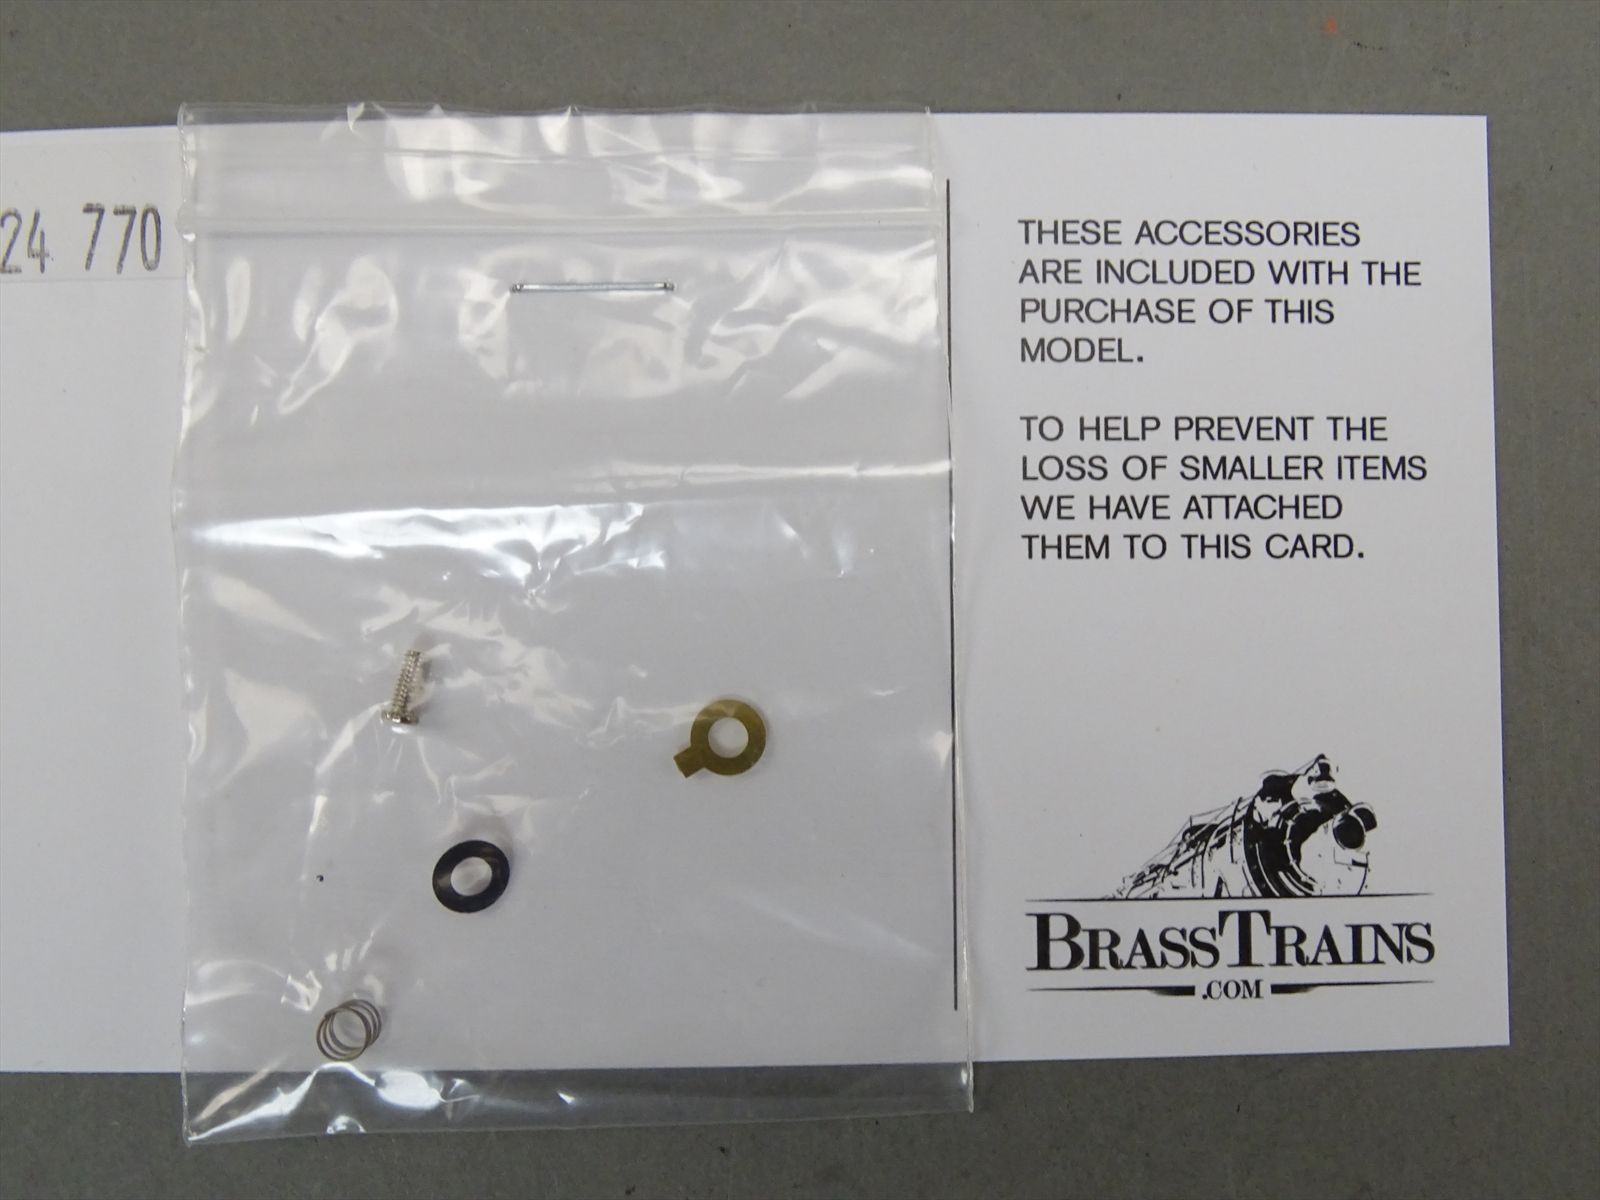 24 770
THESE ACCESSORIES
ARE INCLUDED WITH THE
PURCHASE OF THIS
MODEL.
TO HELP PREVENT THE
LOSS OF SMALLER ITEMS
WE HAVE ATTACHED
THEM TO THIS CARD.
BRASSTRAINS
.COM